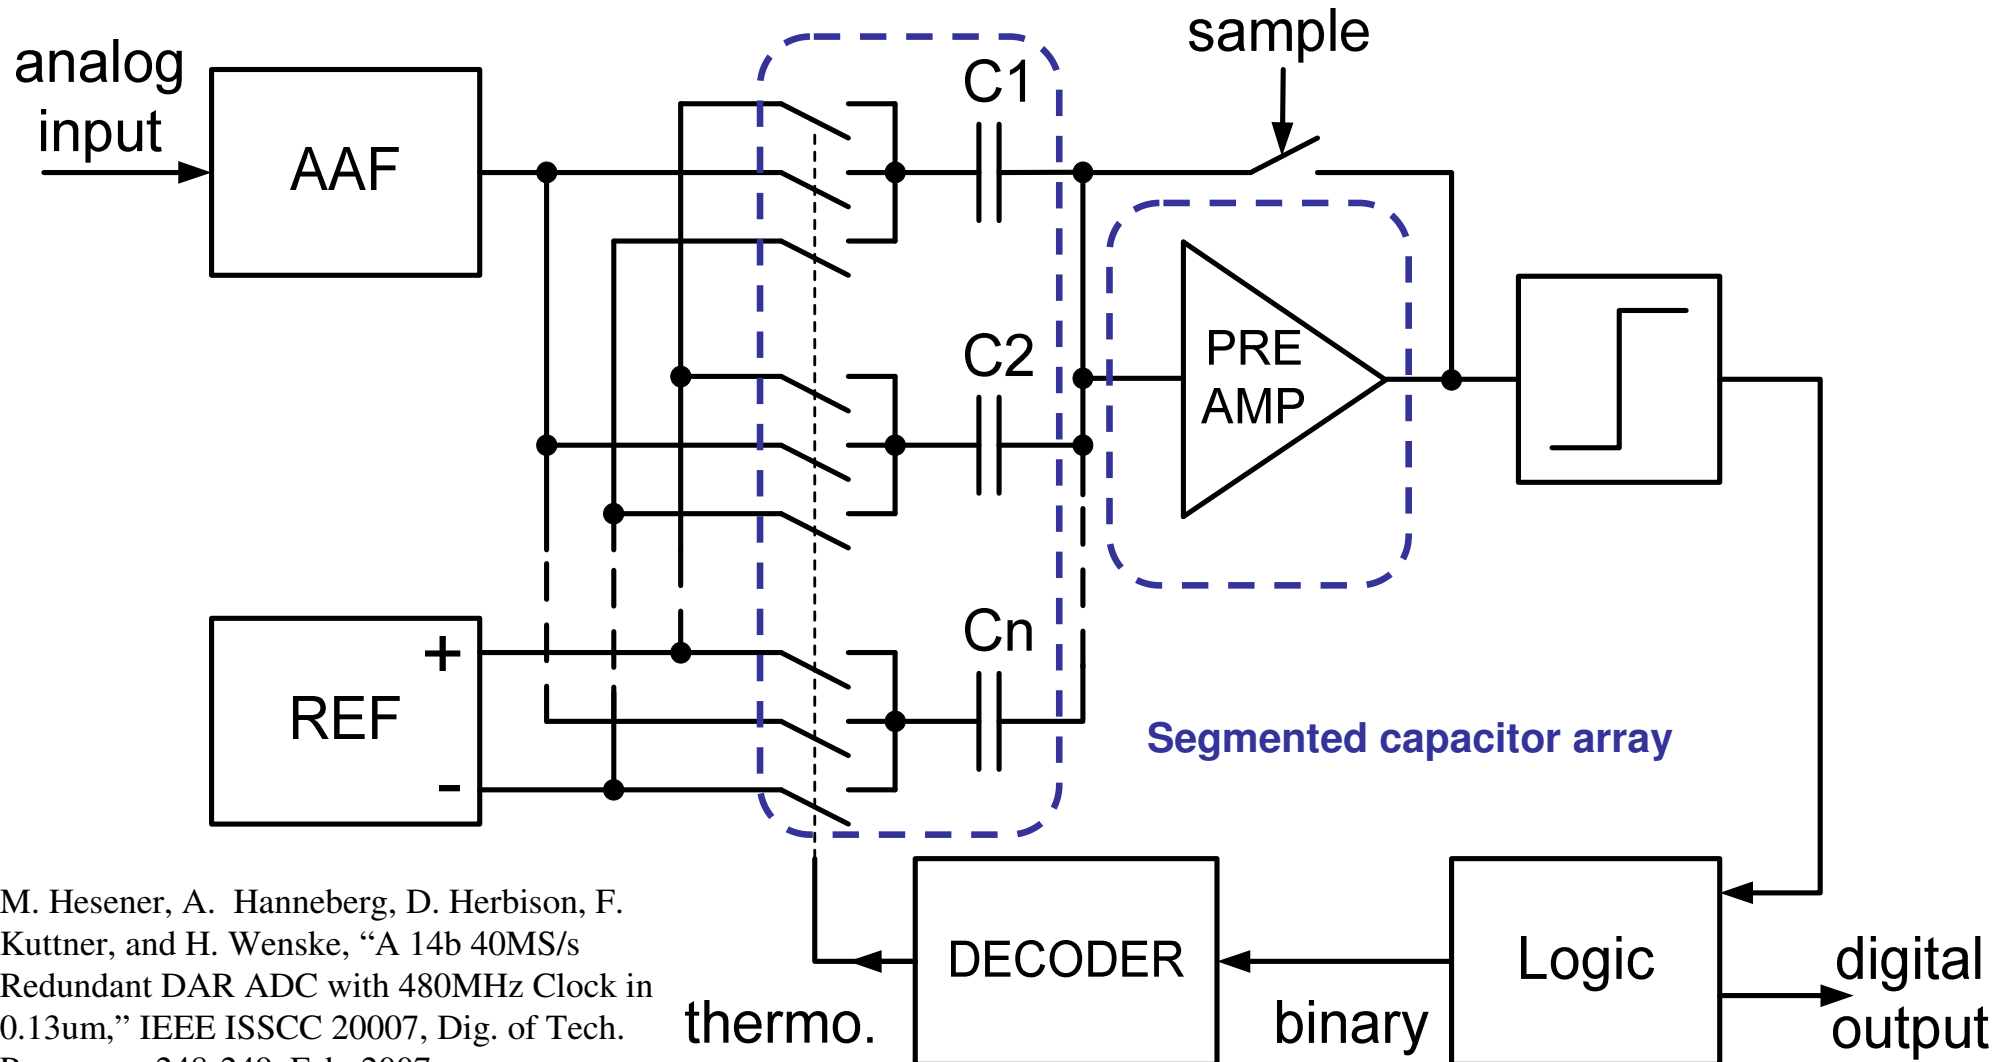 analog
input
AAF
C1
sample
C2
PRE
AMP
Cn
REF
+
-
Segmented capacitor array
M. Hesener, A. Hanneberg, D. Herbison, F.
Kuttner, and H. Wenske, “A 14b 40MS/s
Redundant DAR ADC with 480MHz Clock in
0.13um,” IEEE ISSCC 20007, Dig. of Tech.
thermo.
DECODER
binary
Logic
digital
output